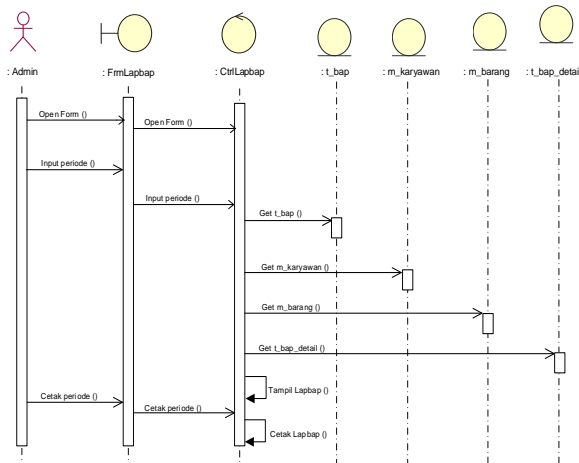 : Admin
: FrmLapbap
: CtrlLapbap
: t_bap
: m_karyawan
: m_barang
: t_bap_detai
Open Form ()
Open Form ()
Input periode ()
Input periode ()
Get t_bap ()
Get m_karyawan ()
Get m_barang ()
Get t_bap_detail ()
Tampil Lapbap ()
Cetak periode ()
Cetak periode ()
Cetak Lapbap ()